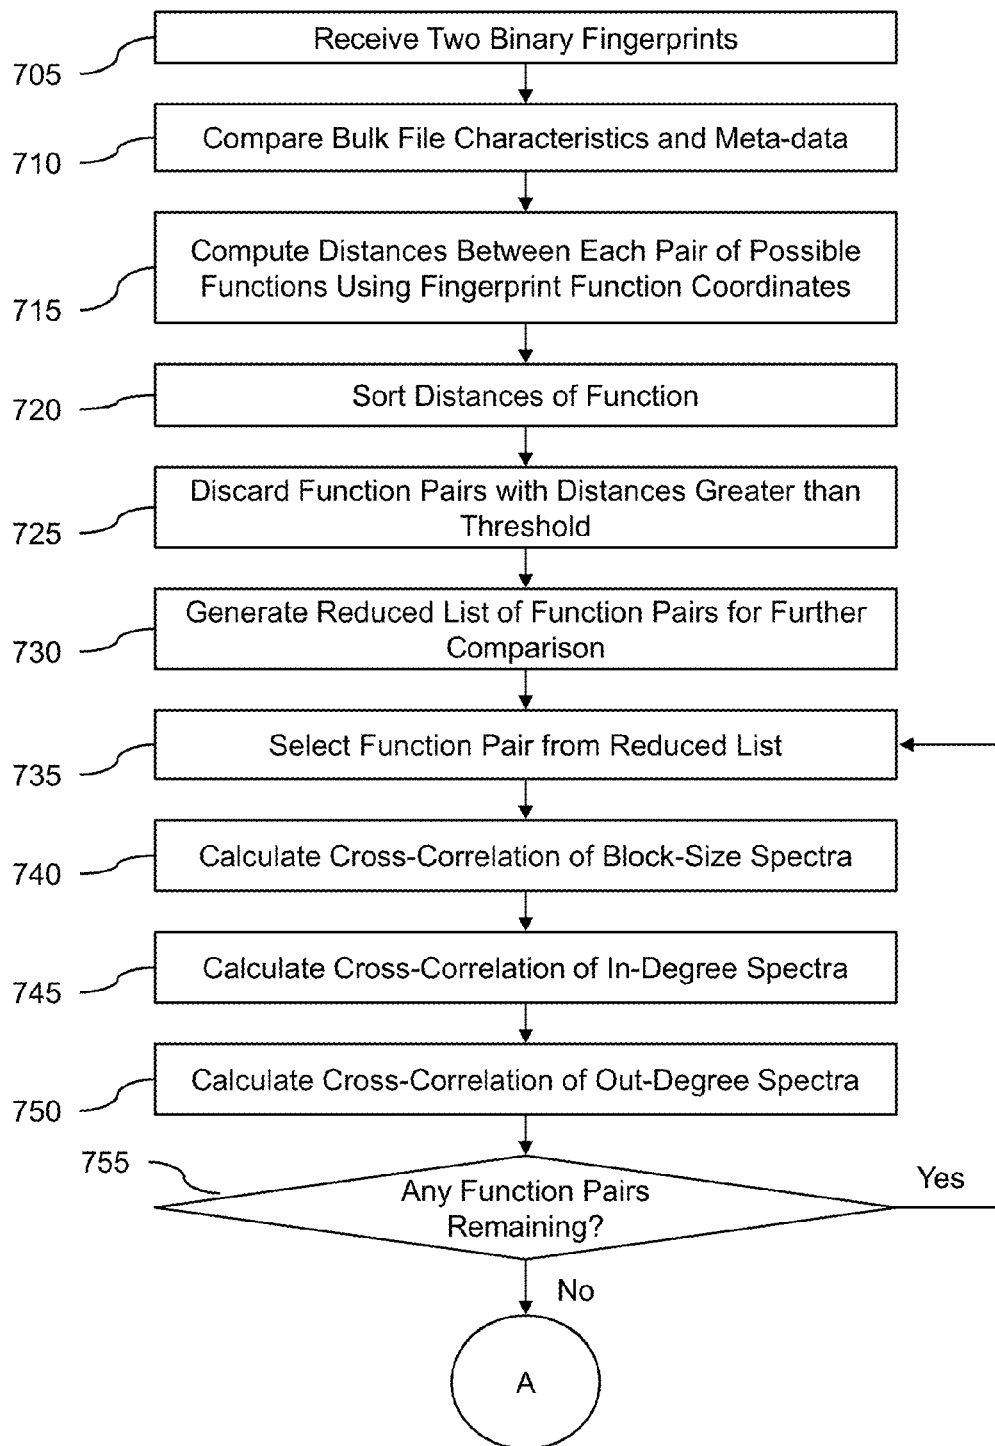 Receive Two Binary Fingerprints
705
Compare Bulk File Characteristics and Meta-data
710
Compute Distances Between Each Pair of Possible
Functions Using Fingerprint Function Coordinates
715
Sort Distances of Function
720
Discard Function Pairs with Distances Greater than
Threshold
725
Generate Reduced List of Function Pairs for Further
Comparison
730
Select Function Pair from Reduced List
735
Calculate Cross-Correlation of Block-Size Spectra
740
Calculate Cross-Correlation of In-Degree Spectra
745
Calculate Cross-Correlation of Out-Degree Spectra
750
755
Any Function Pairs
Remaining?
Yes
No
A